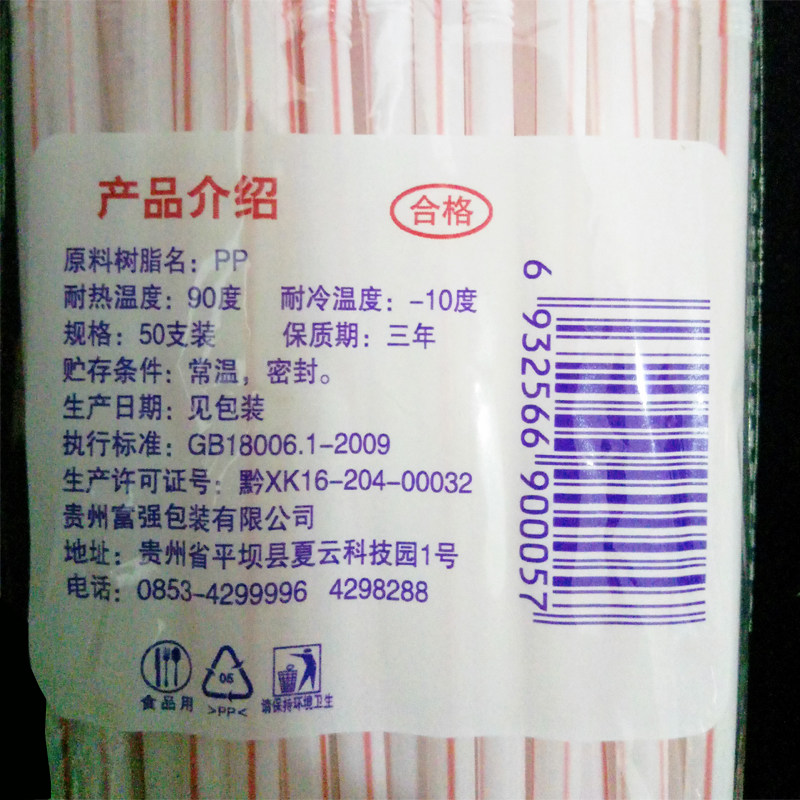 产品介绍
合格
原料树脂名：PP
耐热温度：90度 耐冷温度：-10度
规格：50支装 保质期：三年
贮存条件：常温，密封。
生产日期：见包装
执行标准：GB18006.1-2009
生产许可证号：黔XK16-204-00032
贵州富强包装有限公司
地址：贵州省平坝县夏云科技园1号
电话：0853-4299996 4298288
6 932566 900057
食品用
05
>PP<
请保持环境卫生